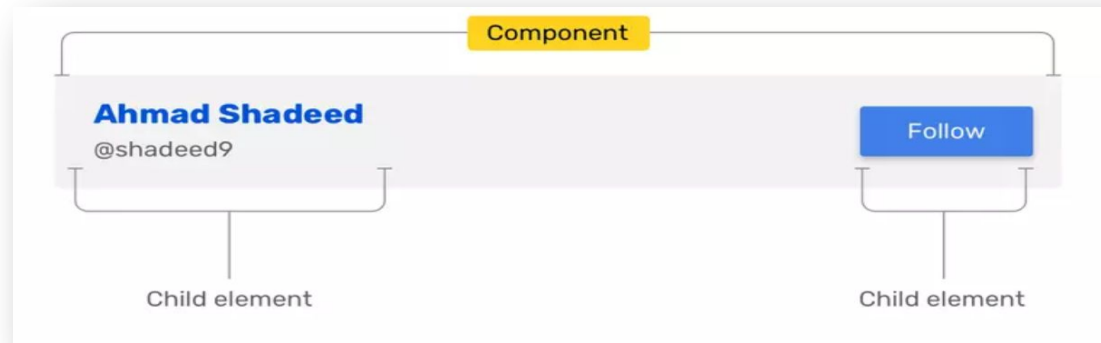 Component
Ahmad Shadeed
@shadeed9
Follow
Child element
Child element